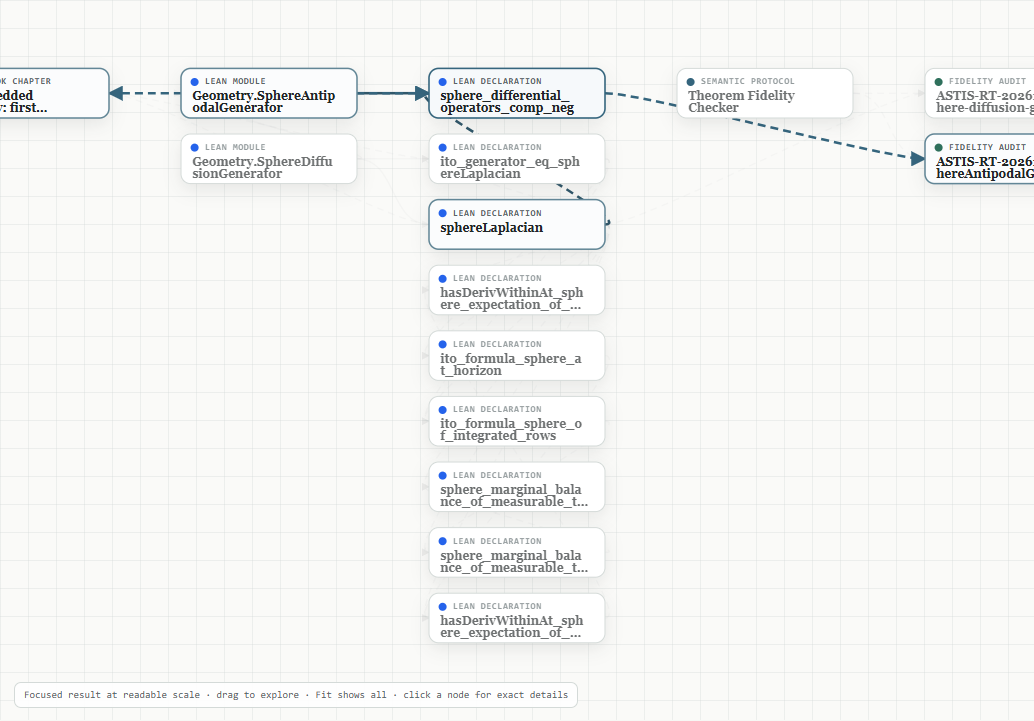 K CHAPTER
edded
y: first...
LEAN MODULE
Geometry.SphereAntip
odalGenerator
LEAN MODULE
Geometry.SphereDiffu
sionGenerator
LEAN DECLARATION
sphere_differential_
operators_comp_neg
LEAN DECLARATION
ito_generator_eq_sph
ereLaplacian
LEAN DECLARATION
sphereLaplacian
LEAN DECLARATION
hasDerivWithinAt_sph
ere_expectation_of_...
LEAN DECLARATION
ito_formula_sphere_a
t_horizon
LEAN DECLARATION
ito_formula_sphere_o
f_integrated_rows
LEAN DECLARATION
sphere_marginal_bala
nce_of_measurable_t...
LEAN DECLARATION
sphere_marginal_bala
nce_of_measurable_t...
LEAN DECLARATION
hasDerivWithinAt_sph
ere_expectation_of_...
SEMANTIC PROTOCOL
Theorem Fidelity
Checker
FIDELITY AUDIT
ASTIS-RT-2026
here-diffusion-g
FIDELITY AUDIT
ASTIS-RT-2026
hereAntipodalG
Focused result at readable scale · drag to explore · Fit shows all · click a node for exact details